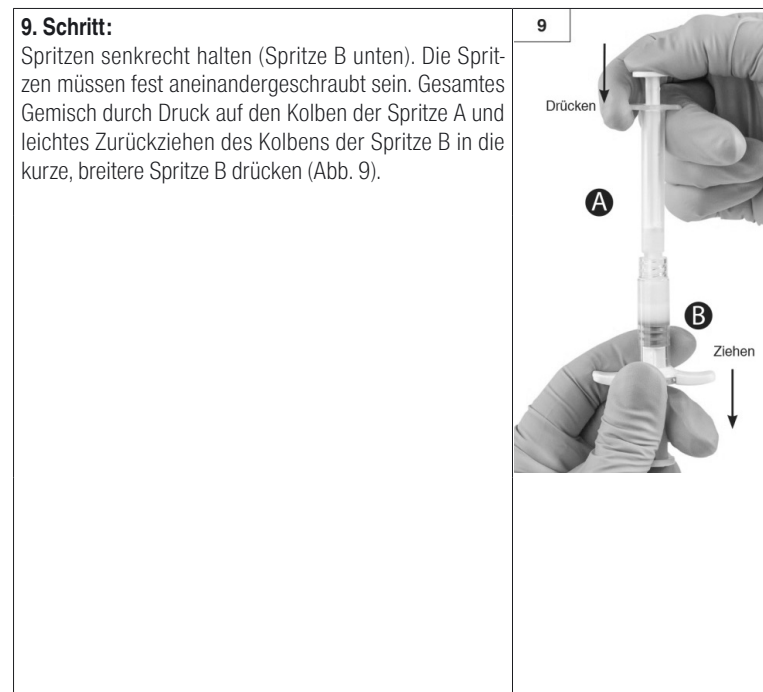 9. Schritt:
Spritzen senkrecht halten (Spritze B unten). Die Sprit-
zen müssen fest aneinandergeschraubt sein. Gesamtes
Gemisch durch Druck auf den Kolben der Spritze A und
leichtes Zurückziehen des Kolbens der Spritze B in die
kurze, breitere Spritze B drücken (Abb. 9).
9
Drücken
A
B
Ziehen